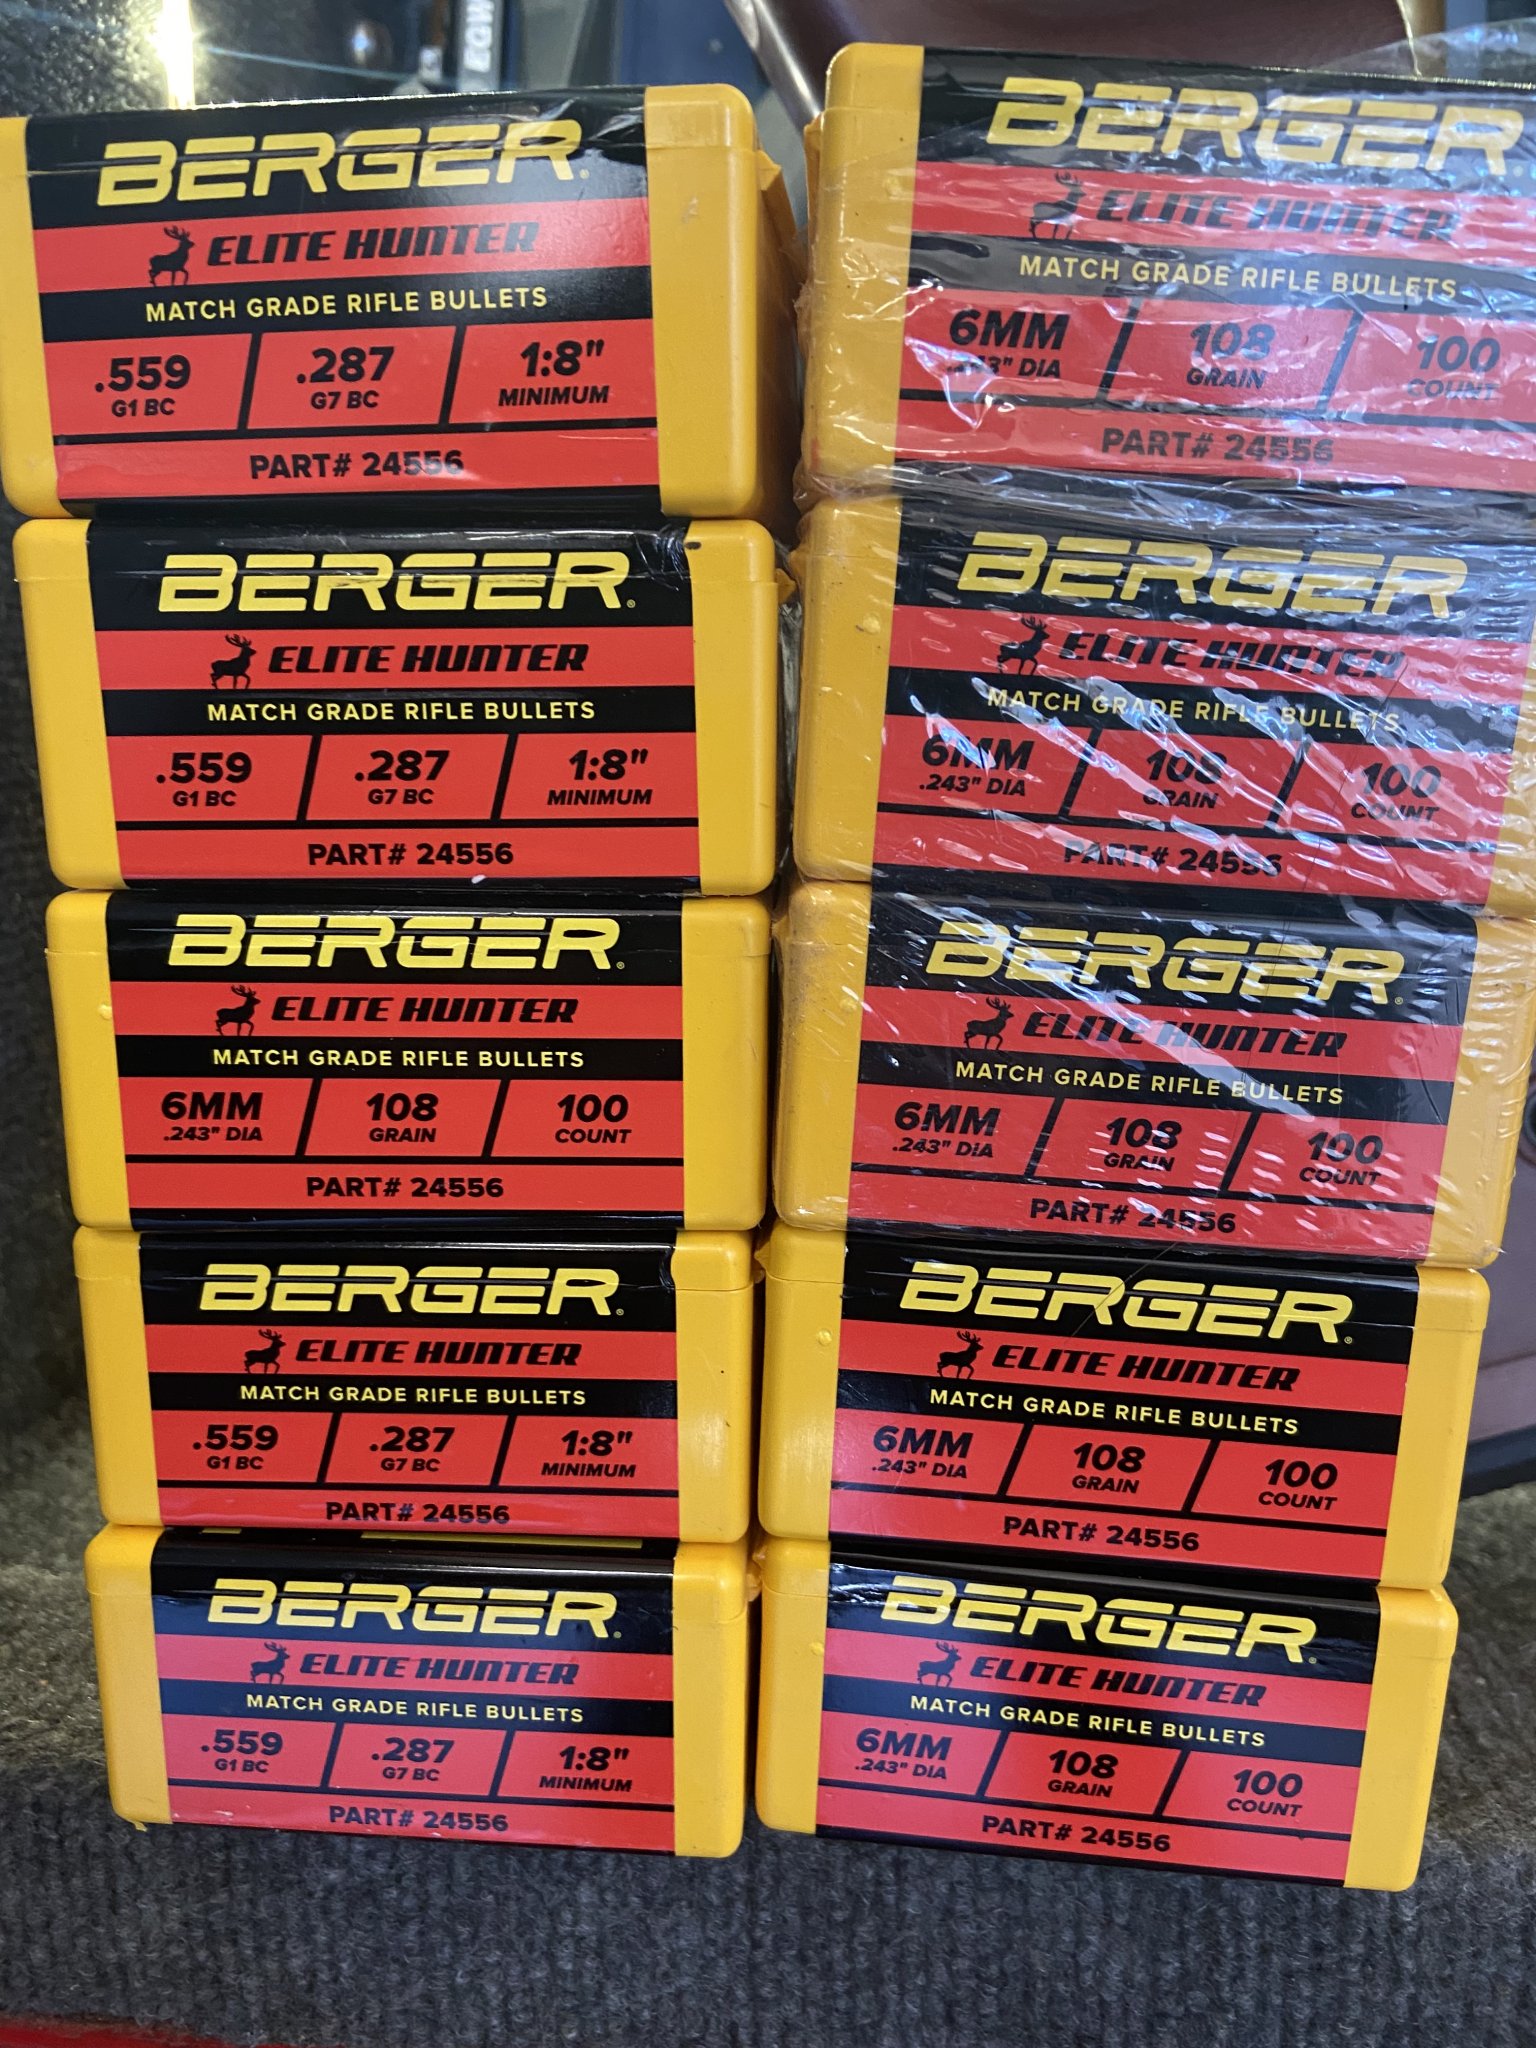 EGW
BERGER®
ELITE HUNTER
MATCH GRADE RIFLE BULLETS
.559 .287 1:8"
G1 BC G7 BC MINIMUM
PART# 24556
BERGER®
ELITE HUNTER
MATCH GRADE RIFLE BULLETS
.559 .287 1:8"
G1 BC G7 BC MINIMUM
PART# 24556
BERGER®
ELITE HUNTER
MATCH GRADE RIFLE BULLETS
6MM 108 100
.243" DIA GRAIN COUNT
PART# 24556
BERGER®
ELITE HUNTER
MATCH GRADE RIFLE BULLETS
.559 .287 1:8"
G1 BC G7 BC MINIMUM
PART# 24556
BERGER®
ELITE HUNTER
MATCH GRADE RIFLE BULLETS
.559 .287 1:8"
G1 BC G7 BC MINIMUM
PART# 24556
BERGER®
ELITE HUNTER
MATCH GRADE RIFLE BULLETS
6MM 108 100
.243" DIA GRAIN COUNT
PART# 24556
BERGER
ELITE HUNTER
MATCH GRADE RIFLE BULLETS
6MM 108 100
.243" DIA GRAIN COUNT
PART# 24556
BERGER®
ELITE HUNTER
MATCH GRADE RIFLE BULLETS
6MM 108 100
.243" DIA GRAIN COUNT
PART# 24556
BERGER®
ELITE HUNTER
MATCH GRADE RIFLE BULLETS
6MM 108 100
.243" DIA GRAIN COUNT
PART# 24556
BERGER®
ELITE HUNTER
MATCH GRADE RIFLE BULLETS
6MM 108 100
.243" DIA GRAIN COUNT
PART# 24556